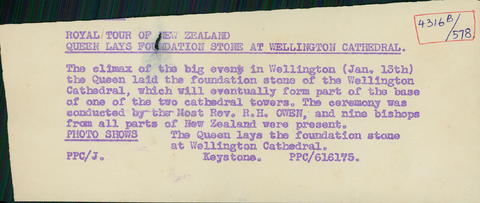 ROYAL TOUR OF NEW ZEALAND
QUEEN LAYS FOUNDATION STONE AT WELLINGTON CATHEDRAL.
4316B/578.
The climax of the big events in Wellington (Jan. 13th)
the Queen laid the foundation stone of the Wellington
Cathedral, which will eventually form part of the base
of one of the two cathedral towers. The ceremony was
conducted by the Most Rev. R.H. OWEN, and nine bishops
from all parts of New Zealand were present.
PHOTO SHOWS The Queen lays the foundation stone
at Wellington Cathedral.
PPC/J. Keystone. PPC/616175.